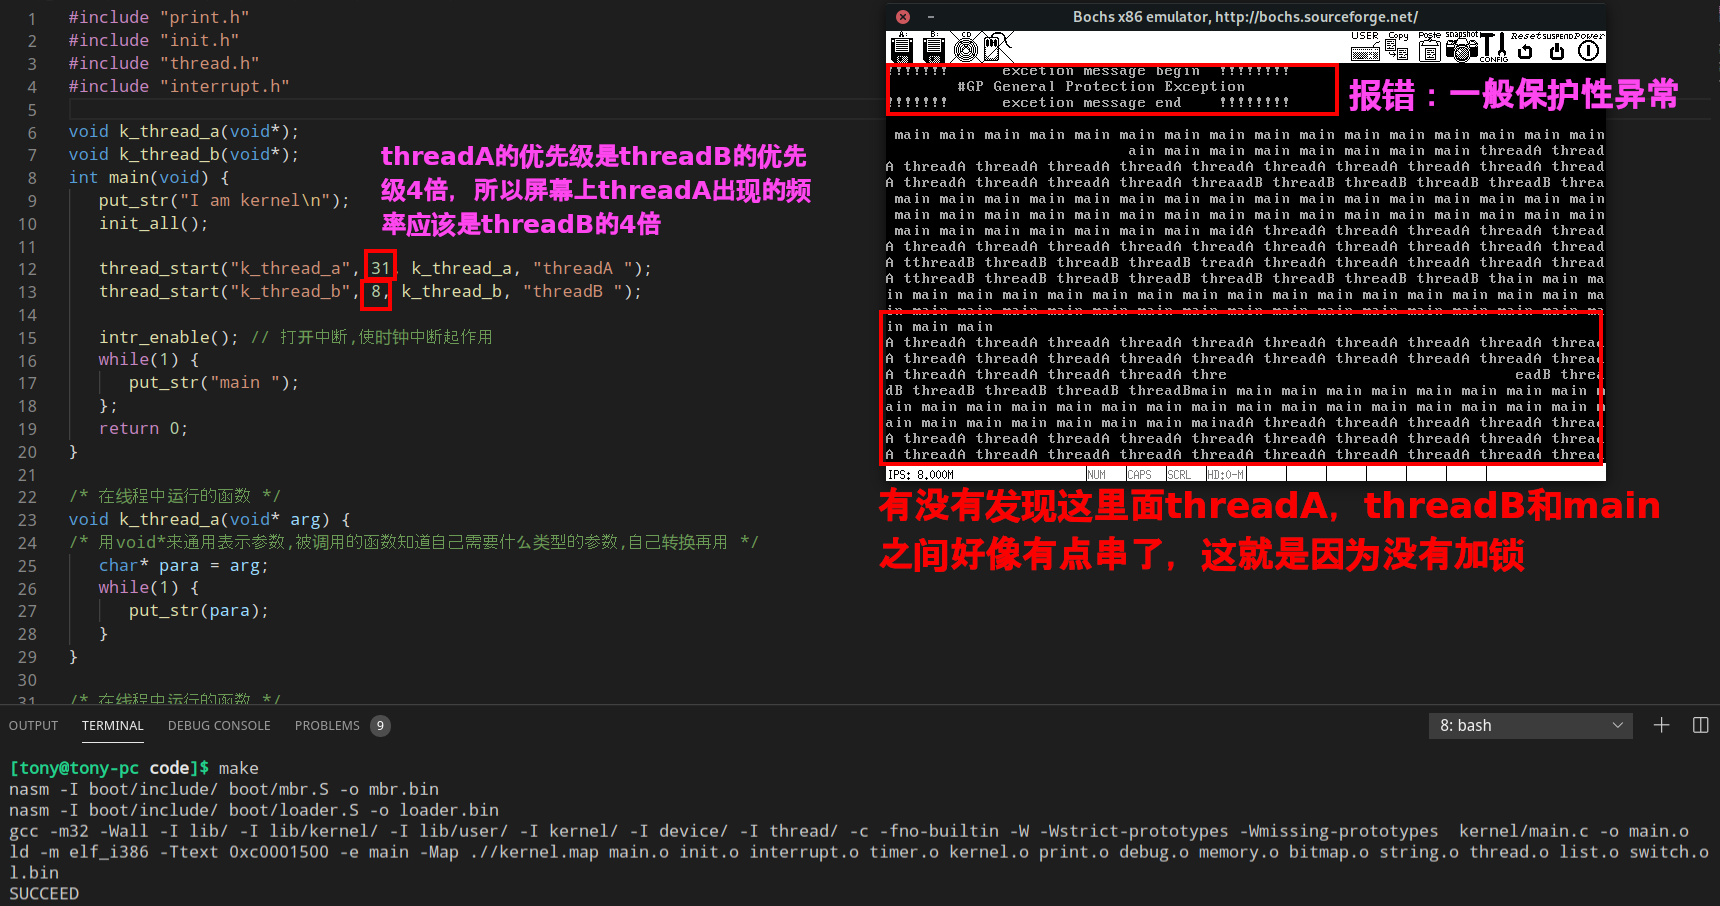 1 #include "print.h"
2 #include "init.h"
3 #include "thread.h"
4 #include "interrupt.h"
5
6 void k_thread_a(void*);
7 void k_thread_b(void*);
8 int main(void) {
9 put_str("I am kernel\n");
10 init_all();
11
12 thread_start("k_thread_a", 31, k_thread_a, "threadA ");
13 thread_start("k_thread_b", 8, k_thread_b, "threadB ");
14
15 intr_enable(); // 打开中断,使时钟中断起作用
16 while(1) {
17 put_str("main ");
18 };
19 return 0;
20 }
21
22 /* 在线程中运行的函数 */
23 void k_thread_a(void* arg) {
24 /* 用void*来通用表示参数,被调用的函数知道自己需要什么类型的参数,自己转换再用 */
25 char* para = arg;
26 while(1) {
27 put_str(para);
28 }
29 }
30
31 /* 在线程中运行的函数 */
threadA的优先级是threadB的优先
级4倍，所以屏幕上threadA出现的频
率应该是threadB的4倍
Bochs x86 emulator, http://bochs.sourceforge.net/
A: B: CD USER Copy Paste snapshot CONFIG Reset SUSPEND Power
!!!!!!! excetion message begin !!!!!!!!
#GP General Protection Exception
!!!!!!! excetion message end !!!!!!!!
报错：一般保护性异常
main main main main main main main main main main main main main main main main
ain main main main main main main main threadA thread
A threadA threadA threadA threadA threadA threadA threadA threadA threadA thread
A threadA threadA threadA threadA threaadB threadB threadB threadB threadB threa
main main main main main main main main main main main main main main main main
main main main main main main main main main main main main main main main main
main main main main main main main maidA threadA threadA threadA threadA thread
A threadA threadA threadA threadA threadA threadA threadA threadA threadA thread
A tthreadB threadB threadB threadB treadA threadA threadA threadA threadA thread
A tthreadB threadB threadB threadB threadB threadB threadB threadB thain main ma
in main main main main main main main main main main main main main main main ma
in main main main main main main main main main main main main main main main ma
in main main
A threadA threadA threadA threadA threadA threadA threadA threadA threadA thread
A threadA threadA threadA threadA threadA threadA threadA threadA threadA thread
A threadA threadA threadA threadA thre eadB threa
dB threadB threadB threadB threadBmain main main main main main main main main m
ain main main main main main main main main main main main main main main main m
ain main main main main main main mainadA threadA threadA threadA threadA thread
A threadA threadA threadA threadA threadA threadA threadA threadA threadA thread
A threadA threadA threadA threadA threadA threadA threadA threadA threadA thread
IPS: 8.000M NUM CAPS SCRL HD:0-M
有没有发现这里面threadA，threadB和main
之间好像有点串了，这就是因为没有加锁
OUTPUT TERMINAL DEBUG CONSOLE PROBLEMS 9 8: bash
[tony@tony-pc code]$ make
nasm -I boot/include/ boot/mbr.S -o mbr.bin
nasm -I boot/include/ boot/loader.S -o loader.bin
gcc -m32 -Wall -I lib/ -I lib/kernel/ -I lib/user/ -I kernel/ -I device/ -I thread/ -c -fno-builtin -W -Wstrict-prototypes -Wmissing-prototypes kernel/main.c -o main.o
ld -m elf_i386 -Ttext 0xc0001500 -e main -Map .//kernel.map main.o init.o interrupt.o timer.o kernel.o print.o debug.o memory.o bitmap.o string.o thread.o list.o switch.o
l.bin
SUCCEED